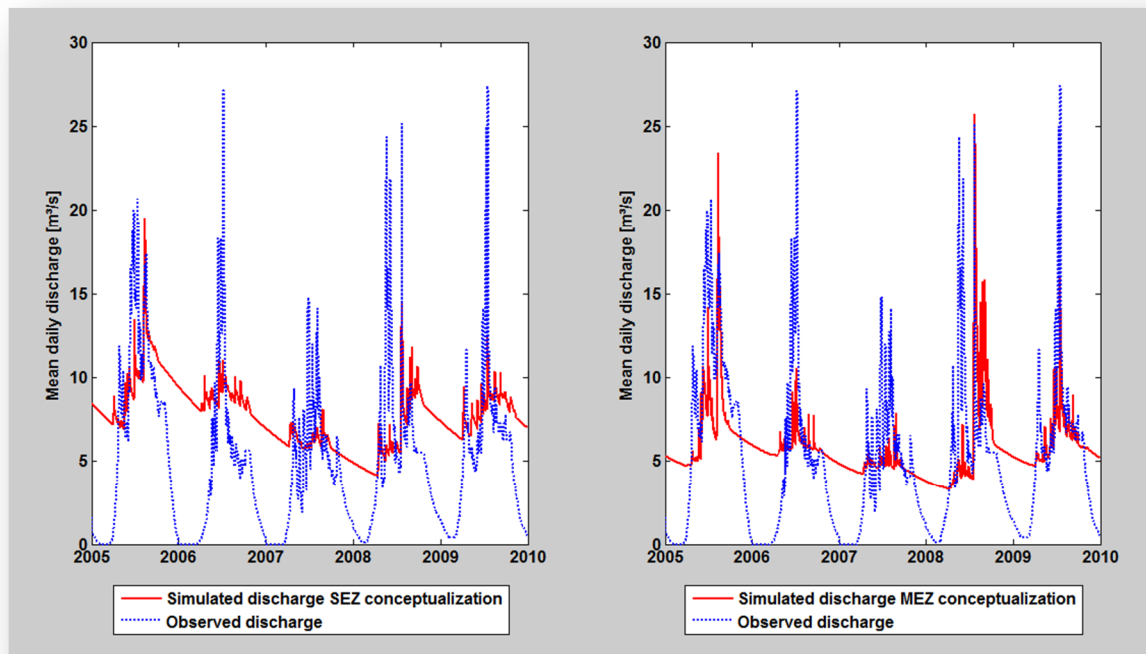 30
25
20
15
10
5
0
Mean daily discharge [m³/s]
2005 2006 2007 2008 2009 2010
Simulated discharge SEZ conceptualization
Observed discharge
30
25
20
15
10
5
0
Mean daily discharge [m³/s]
2005 2006 2007 2008 2009 2010
Simulated discharge MEZ conceptualization
Observed discharge